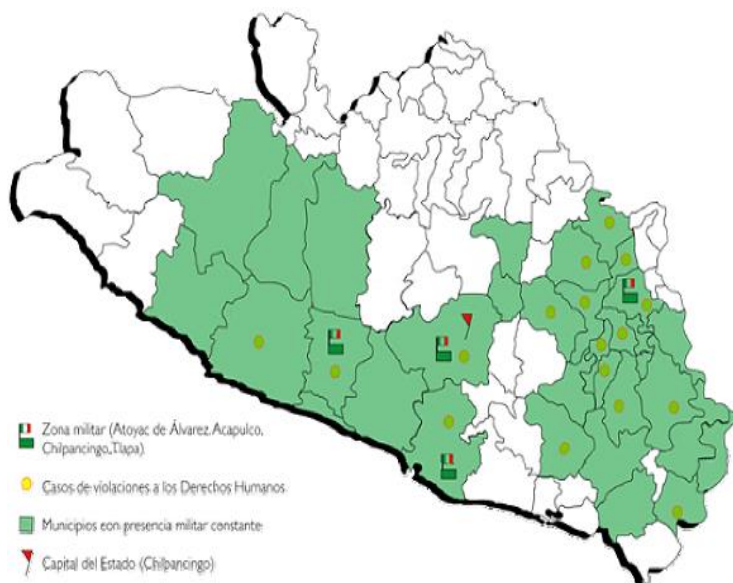 Zona militar (Atoyac de Álvarez, Acapulco,
Chilpancingo, Tlapa)
Casos de violaciones a los Derechos Humanos
Municipios con presencia militar constante
Capital del Estado (Chilpancingo)